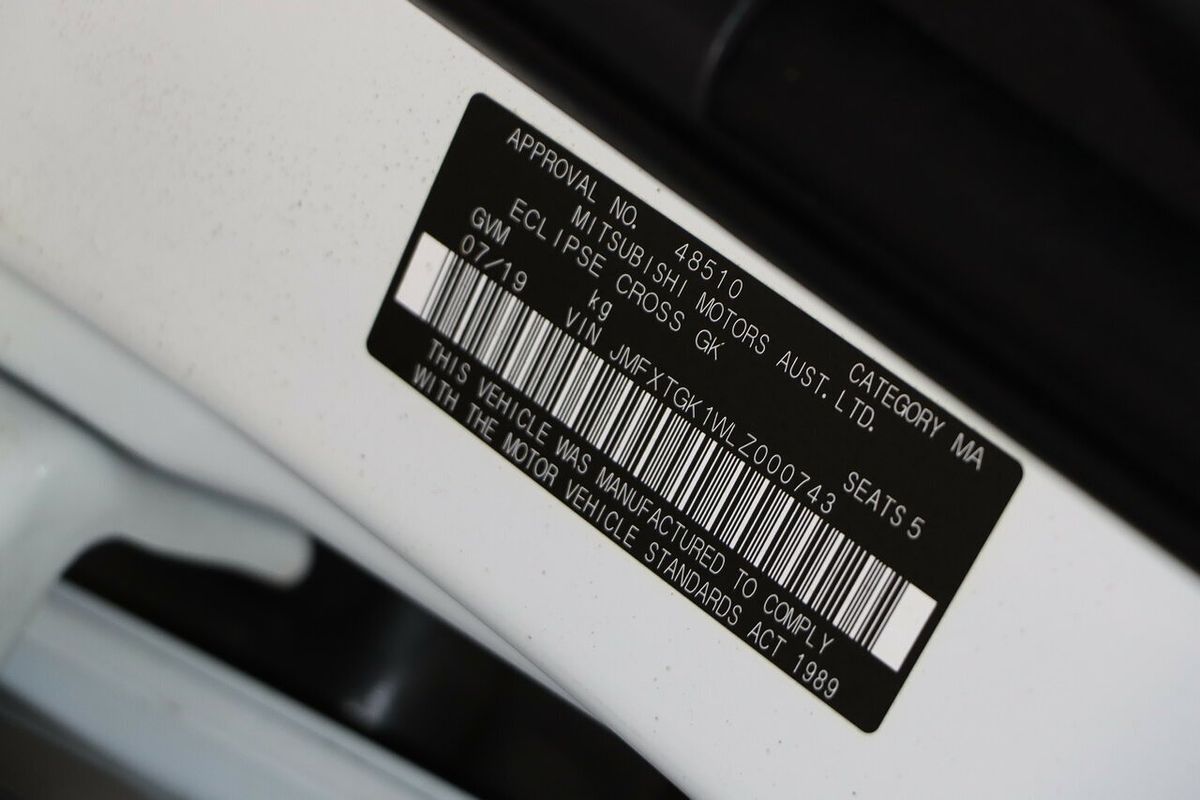 APPROVAL NO. 48510 CATEGORY MA
MITSUBISHI MOTORS AUST. LTD.
ECLIPSE CROSS GK
GVM kg SEATS 5
07/19 VIN JMFXTGK1WLZ000743
THIS VEHICLE WAS MANUFACTURED TO COMPLY
WITH THE MOTOR VEHICLE STANDARDS ACT 1989